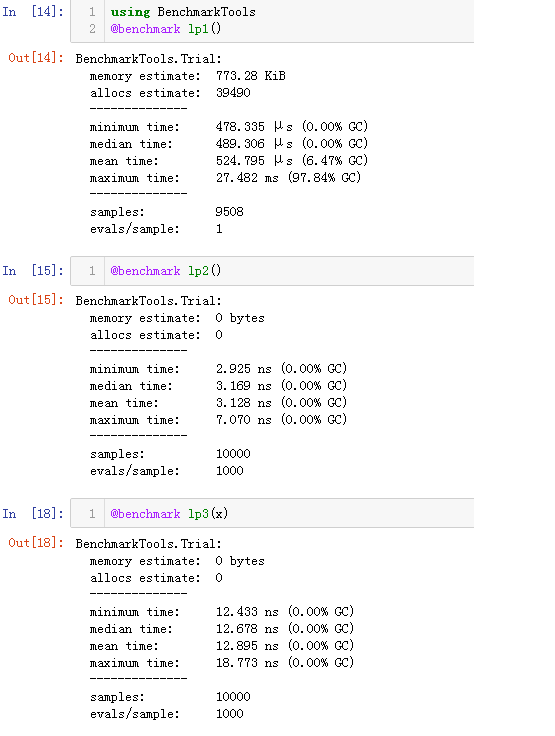 In [14]: 1 using BenchmarkTools
2 @benchmark lp1()
Out[14]: BenchmarkTools.Trial:
memory estimate: 773.28 KiB
allocs estimate: 39490
--------------
minimum time: 478.335 μs (0.00% GC)
median time: 489.306 μs (0.00% GC)
mean time: 524.795 μs (6.47% GC)
maximum time: 27.482 ms (97.84% GC)
--------------
samples: 9508
evals/sample: 1
In [15]: 1 @benchmark lp2()
Out[15]: BenchmarkTools.Trial:
memory estimate: 0 bytes
allocs estimate: 0
--------------
minimum time: 2.925 ns (0.00% GC)
median time: 3.169 ns (0.00% GC)
mean time: 3.128 ns (0.00% GC)
maximum time: 7.070 ns (0.00% GC)
--------------
samples: 10000
evals/sample: 1000
In [18]: 1 @benchmark lp3(x)
Out[18]: BenchmarkTools.Trial:
memory estimate: 0 bytes
allocs estimate: 0
--------------
minimum time: 12.433 ns (0.00% GC)
median time: 12.678 ns (0.00% GC)
mean time: 12.895 ns (0.00% GC)
maximum time: 18.773 ns (0.00% GC)
--------------
samples: 10000
evals/sample: 1000